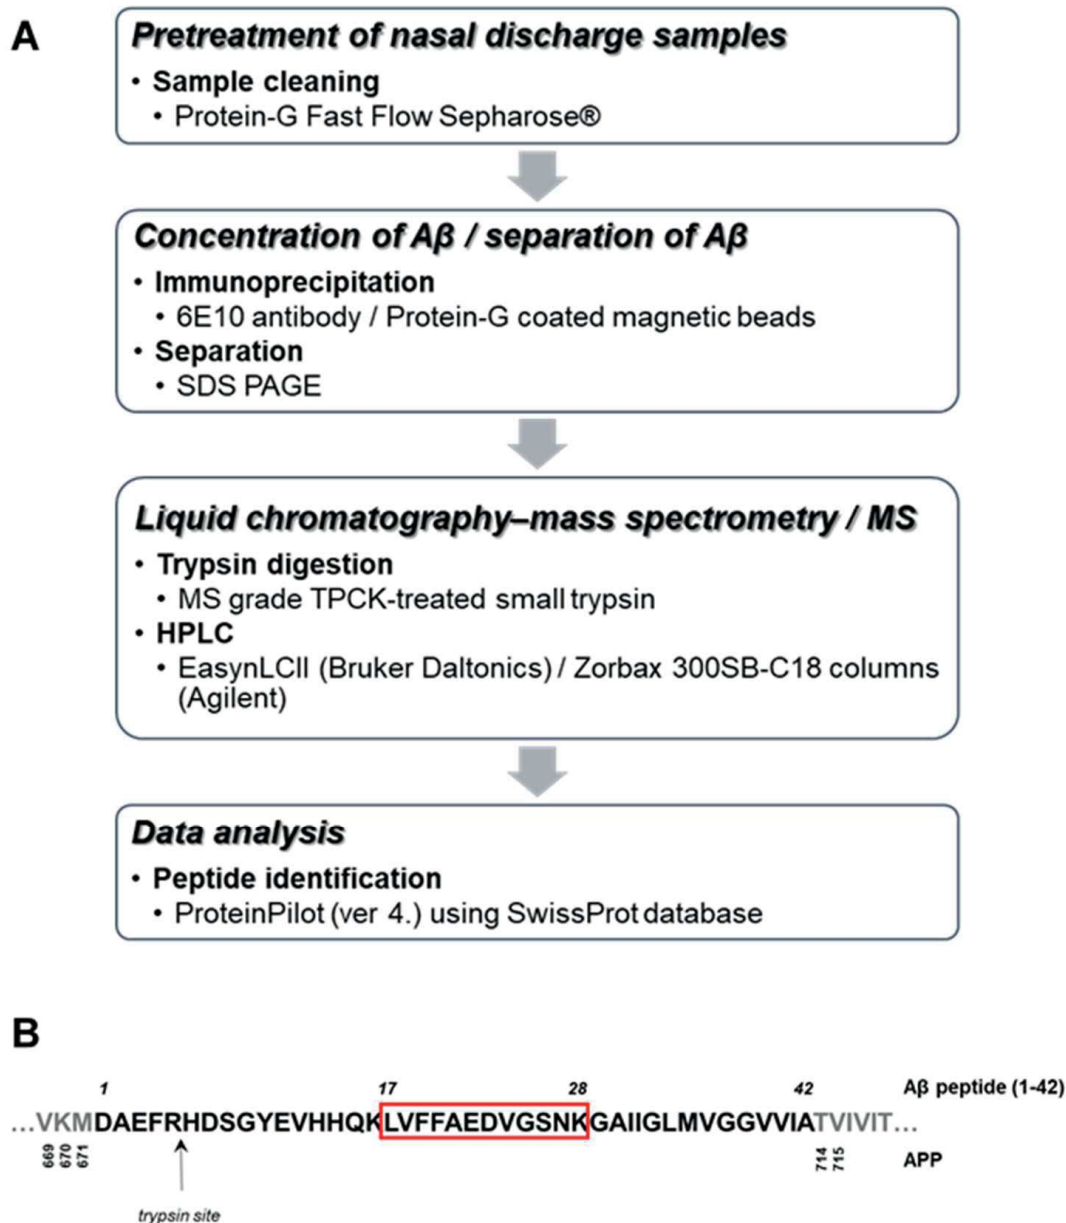 A
Pretreatment of nasal discharge samples
• Sample cleaning
• Protein-G Fast Flow Sepharose®
Concentration of Aβ / separation of Aβ
• Immunoprecipitation
• 6E10 antibody / Protein-G coated magnetic beads
• Separation
• SDS PAGE
Liquid chromatography–mass spectrometry / MS
• Trypsin digestion
• MS grade TPCK-treated small trypsin
• HPLC
• EasynLCII (Bruker Daltonics) / Zorbax 300SB-C18 columns
(Agilent)
Data analysis
• Peptide identification
• ProteinPilot (ver 4.) using SwissProt database
B
1 17 28 42 Aβ peptide (1-42)
...VKMDAEFRHDSGYEVHHQKLVFFAEDVGSNKGAIIGLMVGGVVIATVIVIT...
669 670 671 714 715 APP
trypsin site